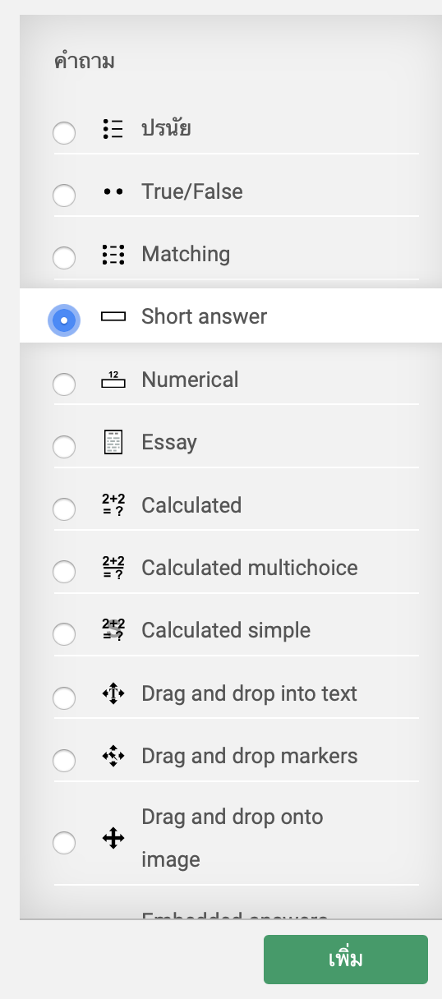 คำถาม
ปรนัย
True/False
Matching
Short answer
12
Numerical
Essay
2+2
= ?
Calculated
2+2
= ?
Calculated multichoice
2+2
= ?
Calculated simple
T
Drag and drop into text
Drag and drop markers
Drag and drop onto
image
Embedded answers
เพิ่ม